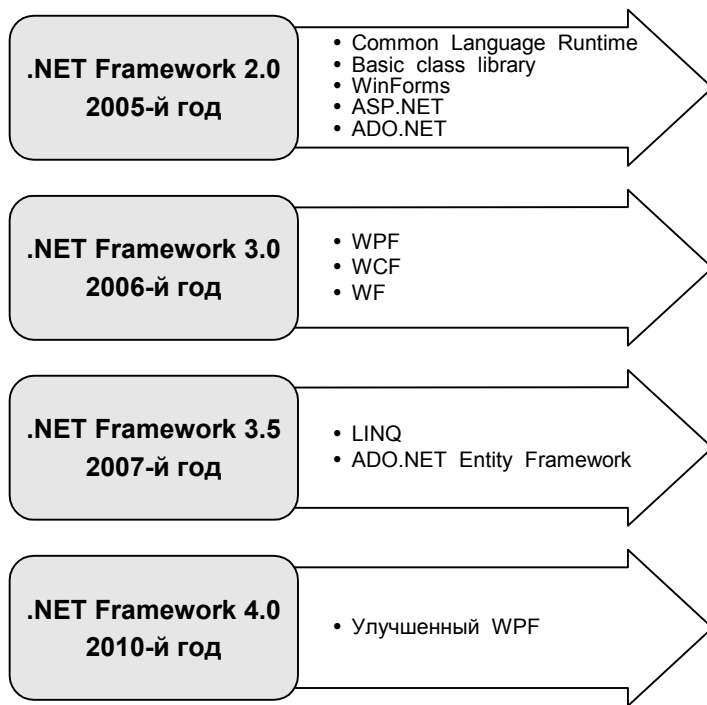 .NET Framework 2.0
2005-й год
• Common Language Runtime
• Basic class library
• WinForms
• ASP.NET
• ADO.NET
.NET Framework 3.0
2006-й год
• WPF
• WCF
• WF
.NET Framework 3.5
2007-й год
• LINQ
• ADO.NET Entity Framework
.NET Framework 4.0
2010-й год
• Улучшенный WPF